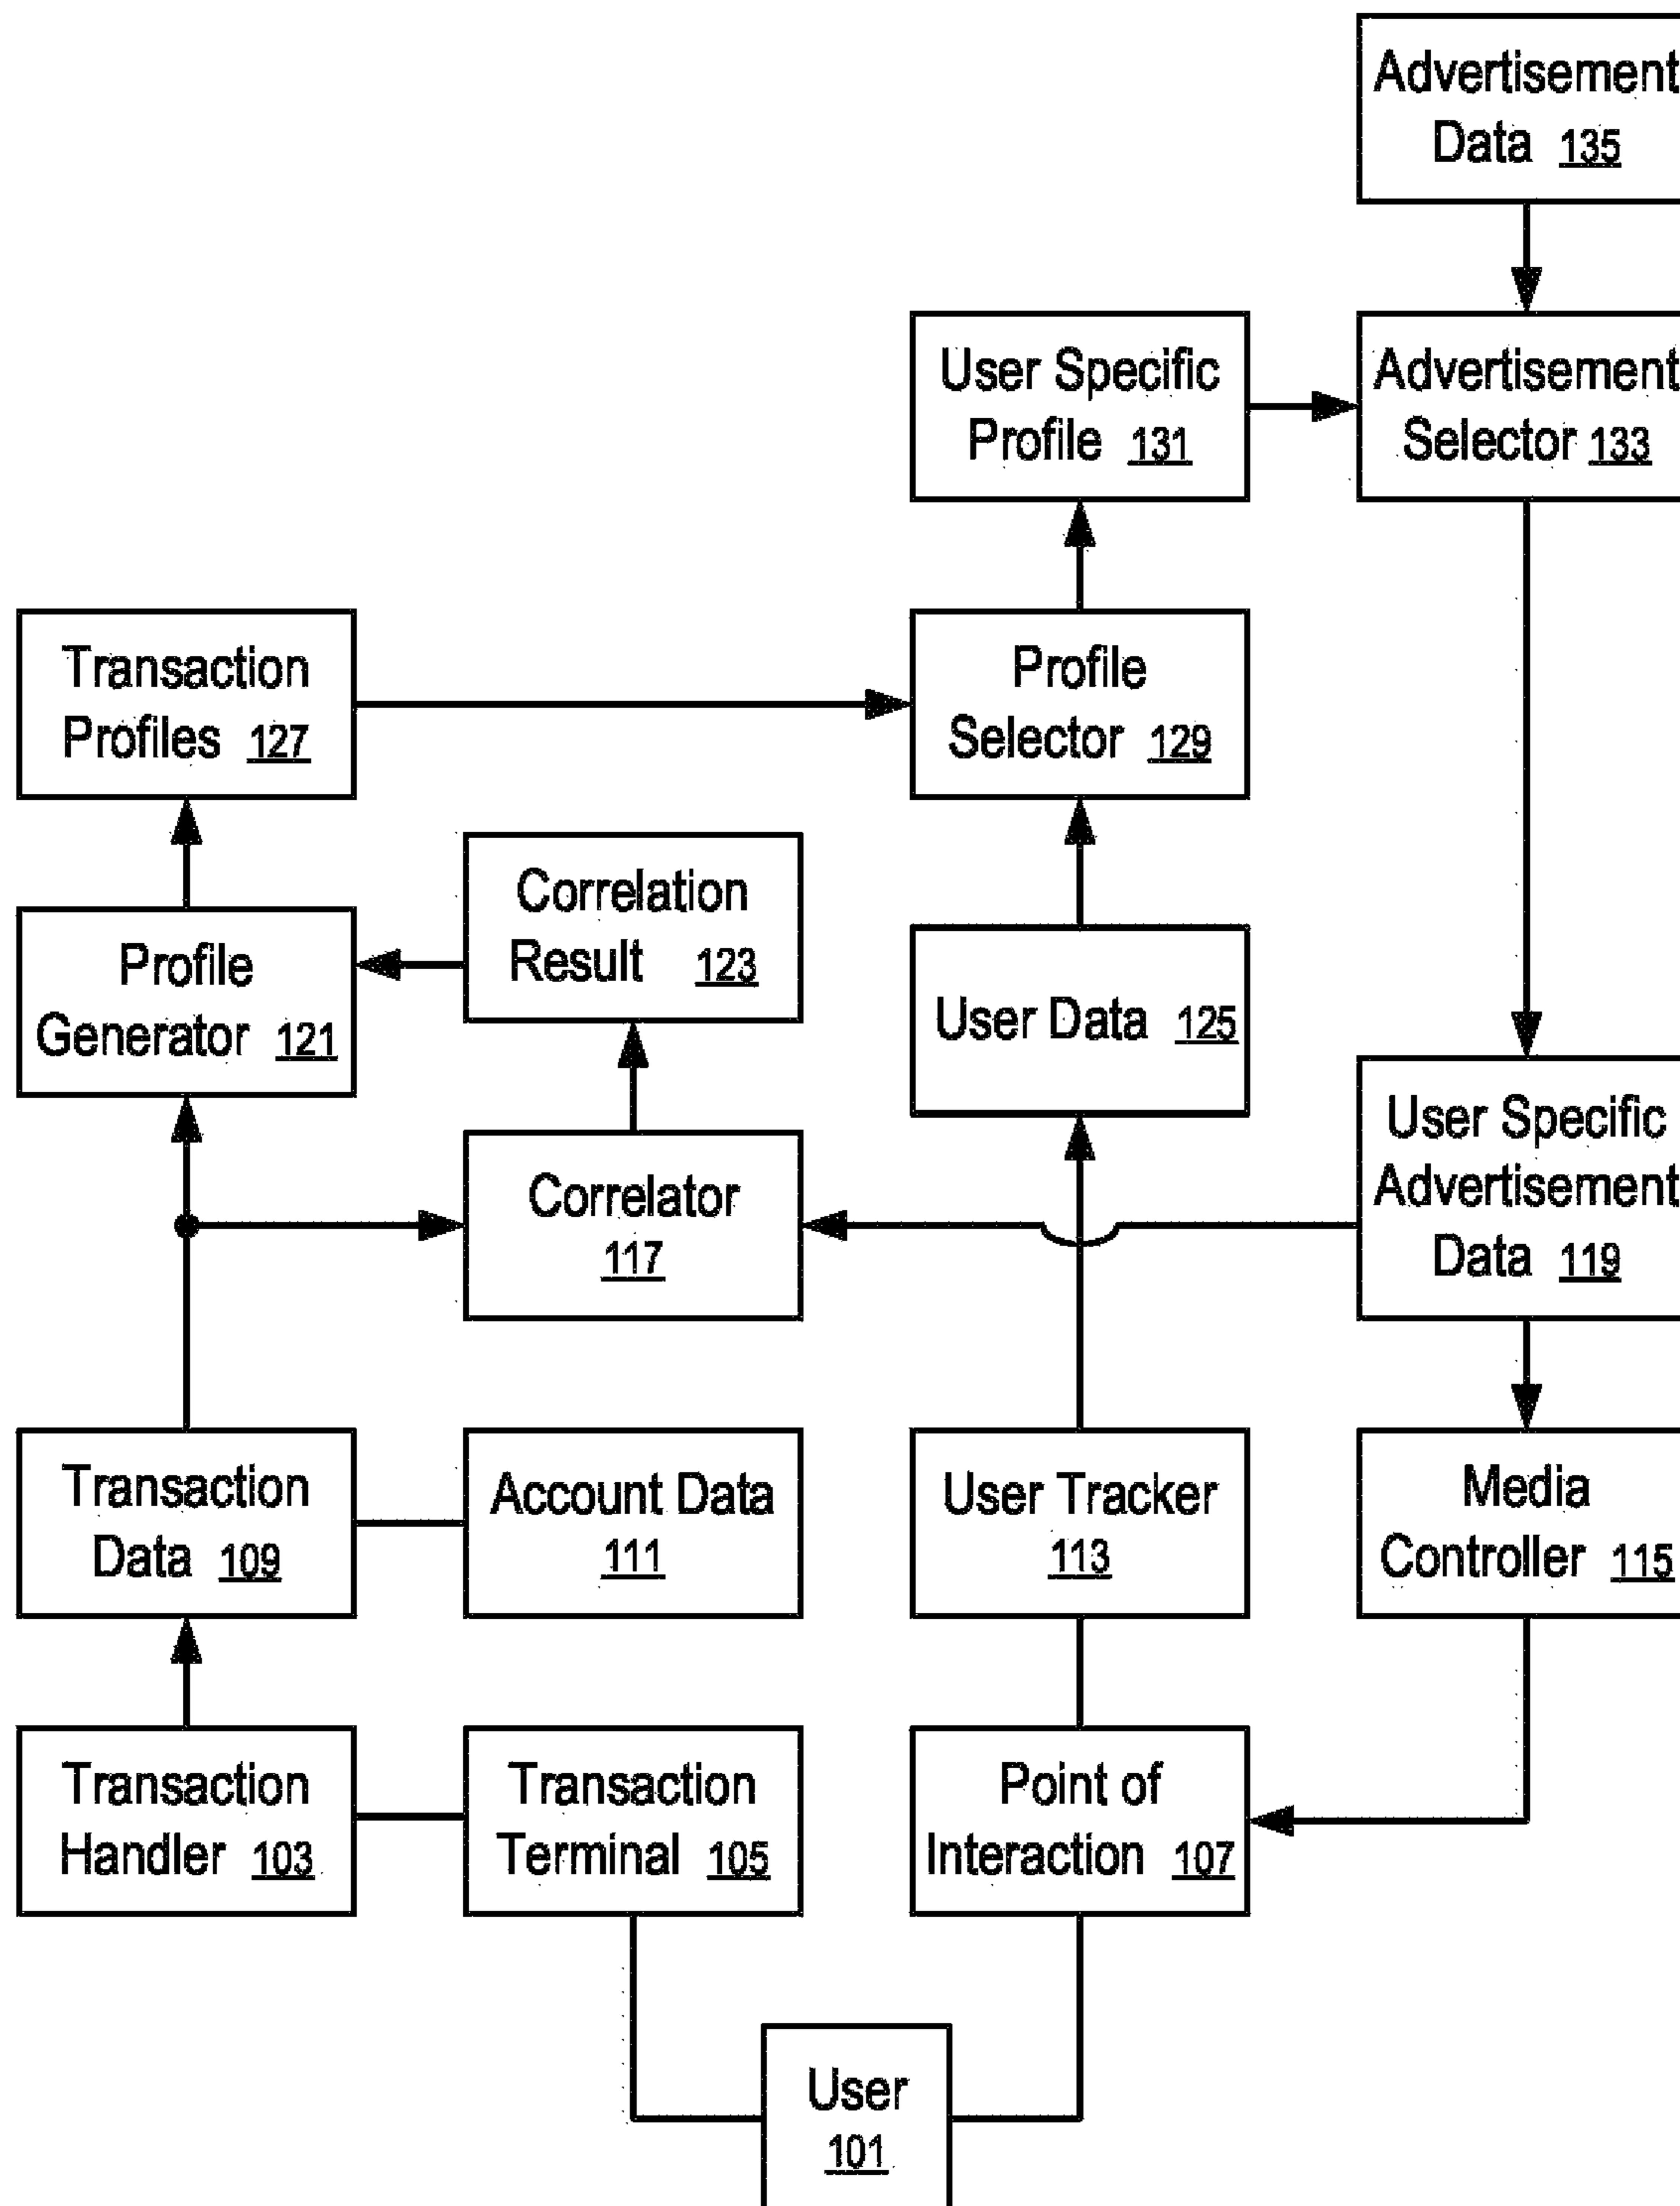 Advertisement
Data 135
User Specific
Profile 131
Advertisement
Selector 133
Transaction
Profiles 127
Profile
Selector 129
Correlation
Result 123
Profile
Generator 121
User Data 125
User Specific
Advertisement
Data 119
Correlator
117
Transaction
Data 109
Account Data
111
User Tracker
113
Media
Controller 115
Transaction
Handler 103
Transaction
Terminal 105
Point of
Interaction 107
User
101